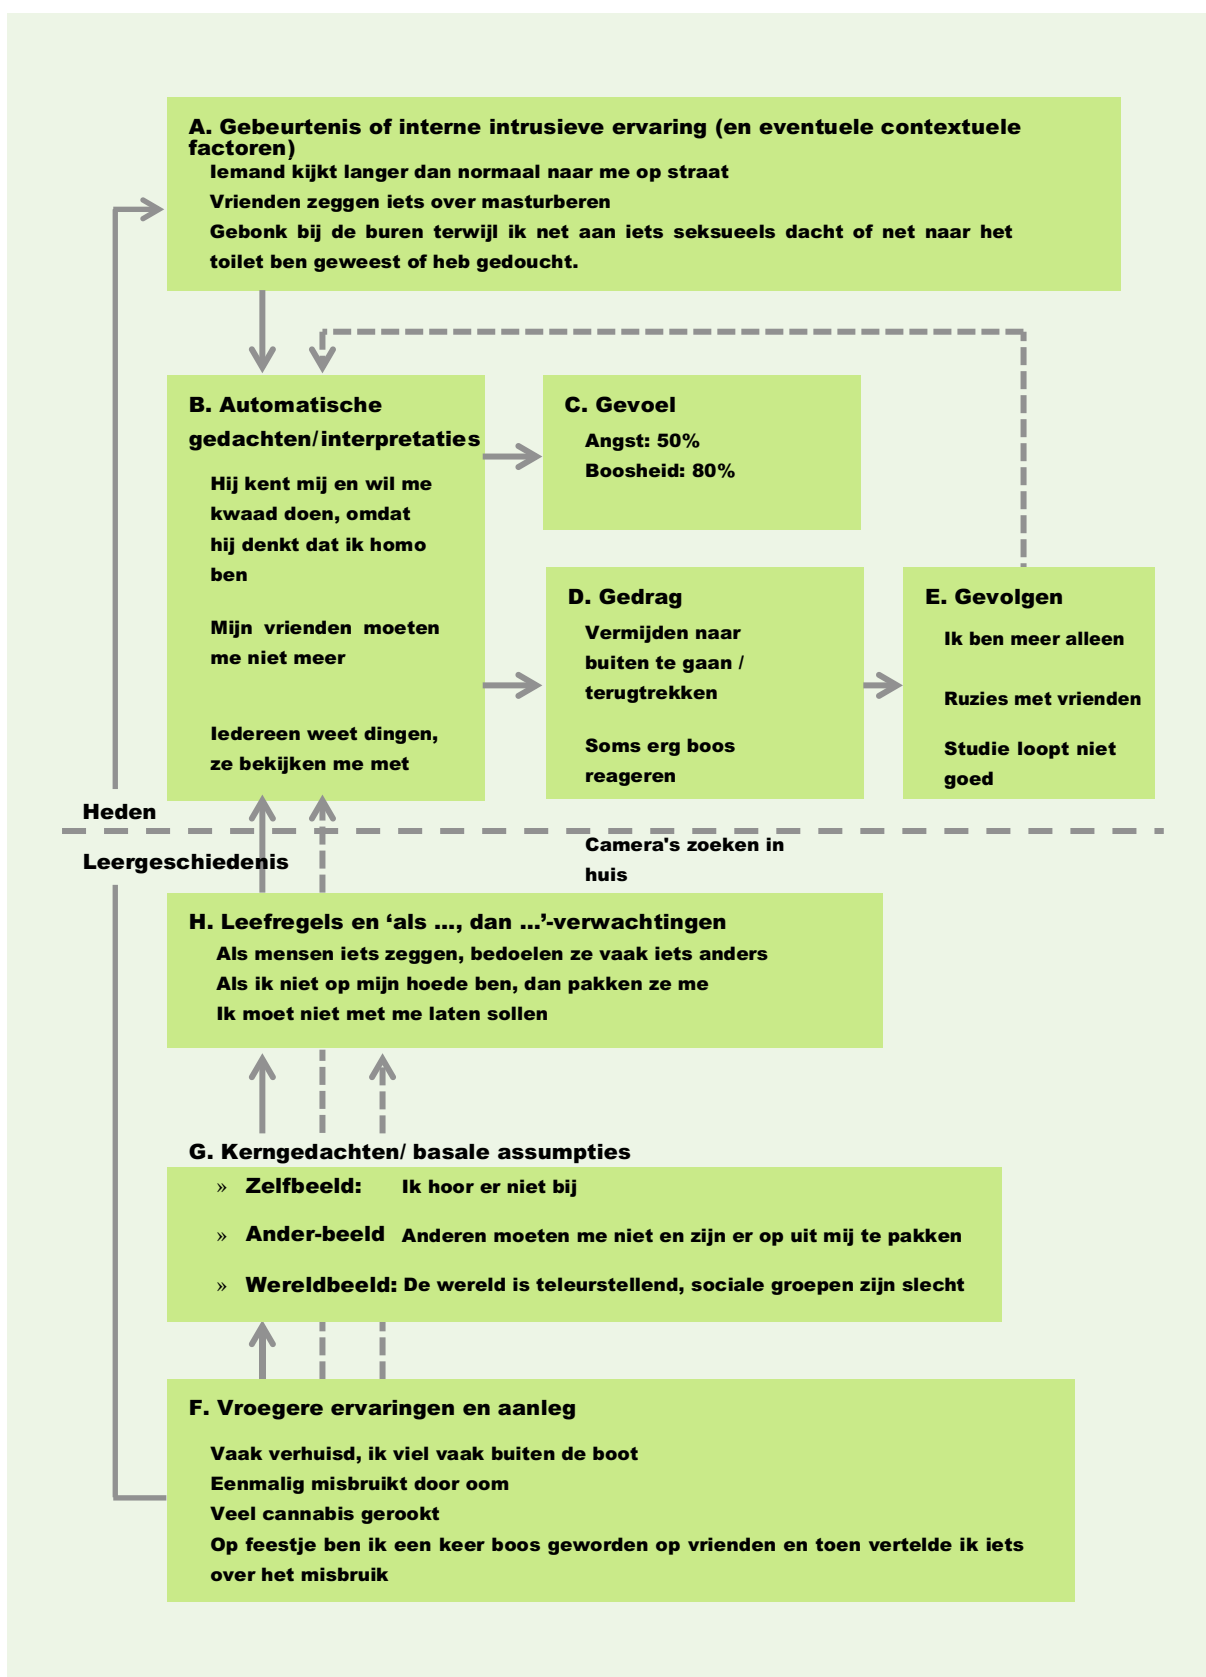 A. Gebeurtenis of interne intrusieve ervaring (en eventuele contextuele
factoren)
Iemand kijkt langer dan normaal naar me op straat
Vrienden zeggen iets over masturberen
Gebonk bij de buren terwijl ik net aan iets seksueels dacht of net naar het
toilet ben geweest of heb gedoucht.
B. Automatische
gedachten/interpretaties
Hij kent mij en wil me
kwaad doen, omdat
hij denkt dat ik homo
ben
Mijn vrienden moeten
me niet meer
Iedereen weet dingen,
ze bekijken me met
C. Gevoel
Angst: 50%
Boosheid: 80%
D. Gedrag
Vermijden naar
buiten te gaan /
terugtrekken
Soms erg boos
reageren
Camera's zoeken in
huis
E. Gevolgen
Ik ben meer alleen
Ruzies met vrienden
Studie loopt niet
goed
Heden
Leergeschiedenis
H. Leefregels en ‘als ..., dan ...’-verwachtingen
Als mensen iets zeggen, bedoelen ze vaak iets anders
Als ik niet op mijn hoede ben, dan pakken ze me
Ik moet niet met me laten sollen
G. Kerngedachten/ basale assumpties
» Zelfbeeld: Ik hoor er niet bij
» Ander-beeld Anderen moeten me niet en zijn er op uit mij te pakken
» Wereldbeeld: De wereld is teleurstellend, sociale groepen zijn slecht
F. Vroegere ervaringen en aanleg
Vaak verhuisd, ik viel vaak buiten de boot
Eenmalig misbruikt door oom
Veel cannabis gerookt
Op feestje ben ik een keer boos geworden op vrienden en toen vertelde ik iets
over het misbruik